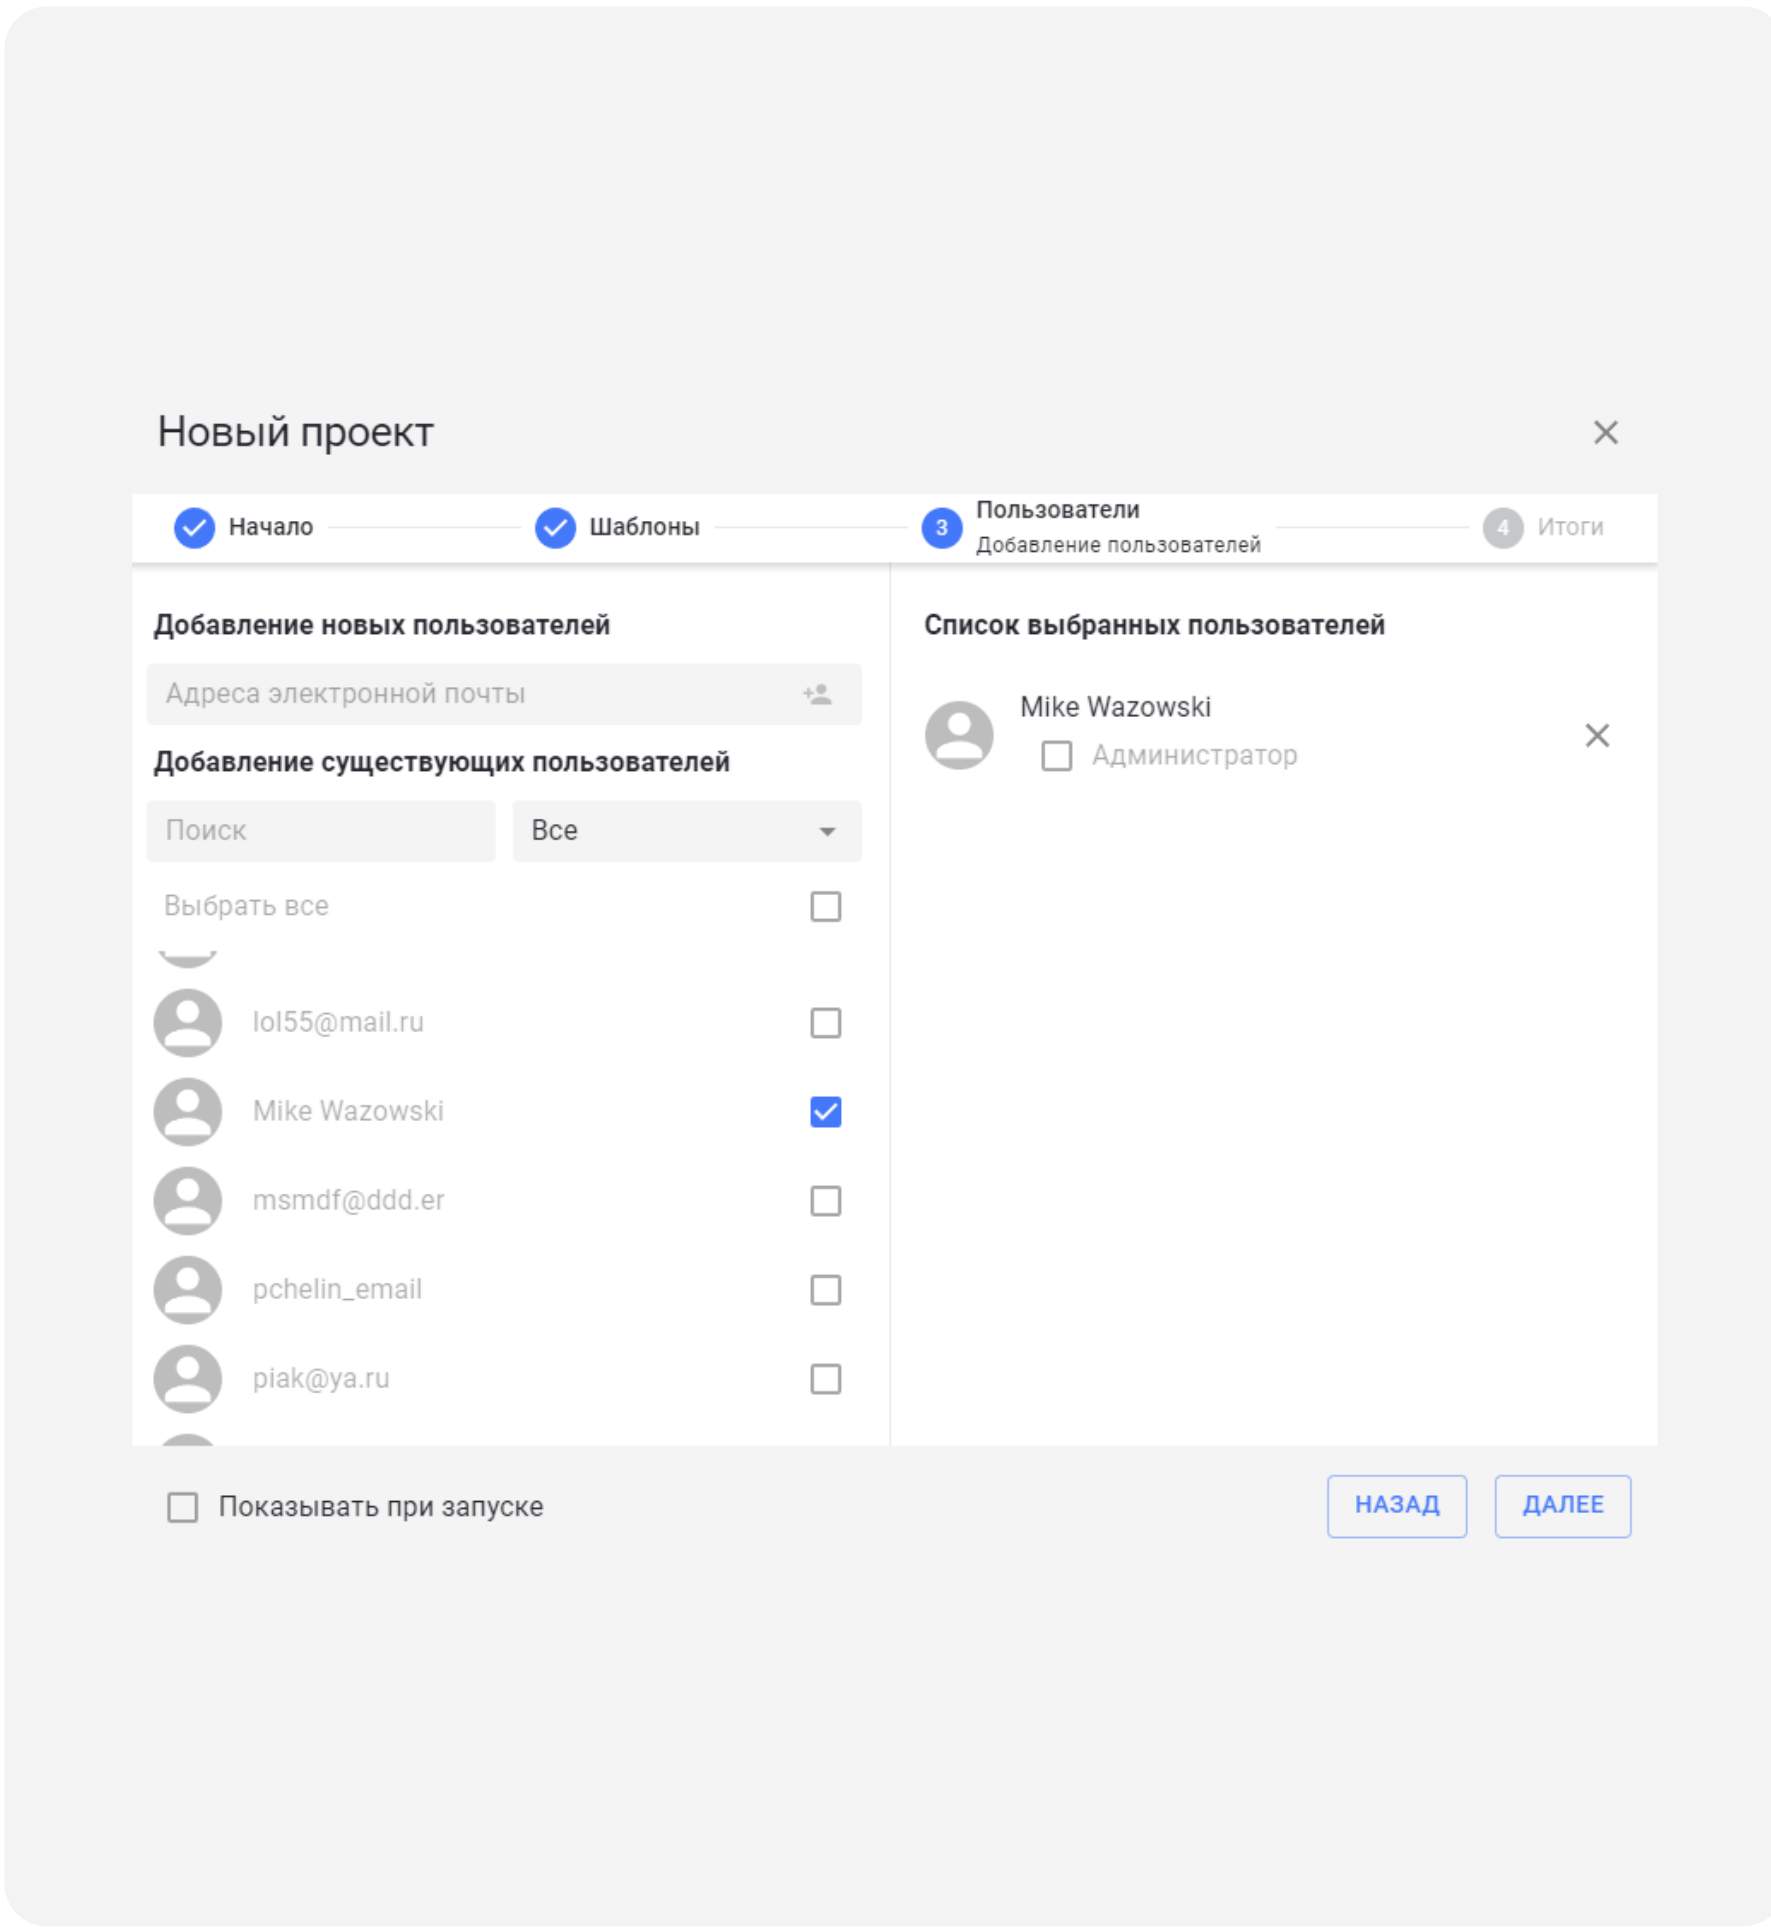 Новый проект
Начало
Шаблоны
3
Пользователи
Добавление пользователей
4
Итоги
Добавление новых пользователей
Адреса электронной почты
Добавление существующих пользователей
Поиск
Все
Выбрать все
lol55@mail.ru
Mike Wazowski
msmdf@ddd.er
pchelin_email
piak@ya.ru
Список выбранных пользователей
Mike Wazowski
Администратор
Показывать при запуске
НАЗАД
ДАЛЕЕ